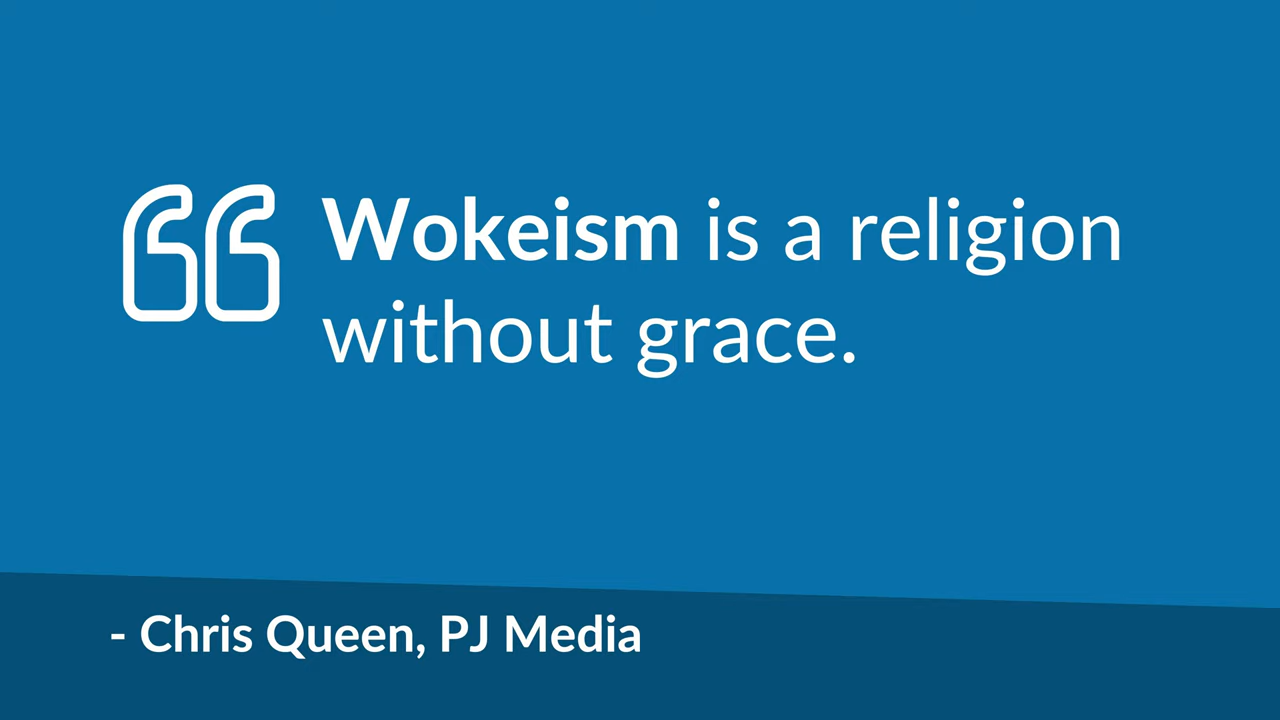 Wokeism is a religion
without grace.
- Chris Queen, PJ Media